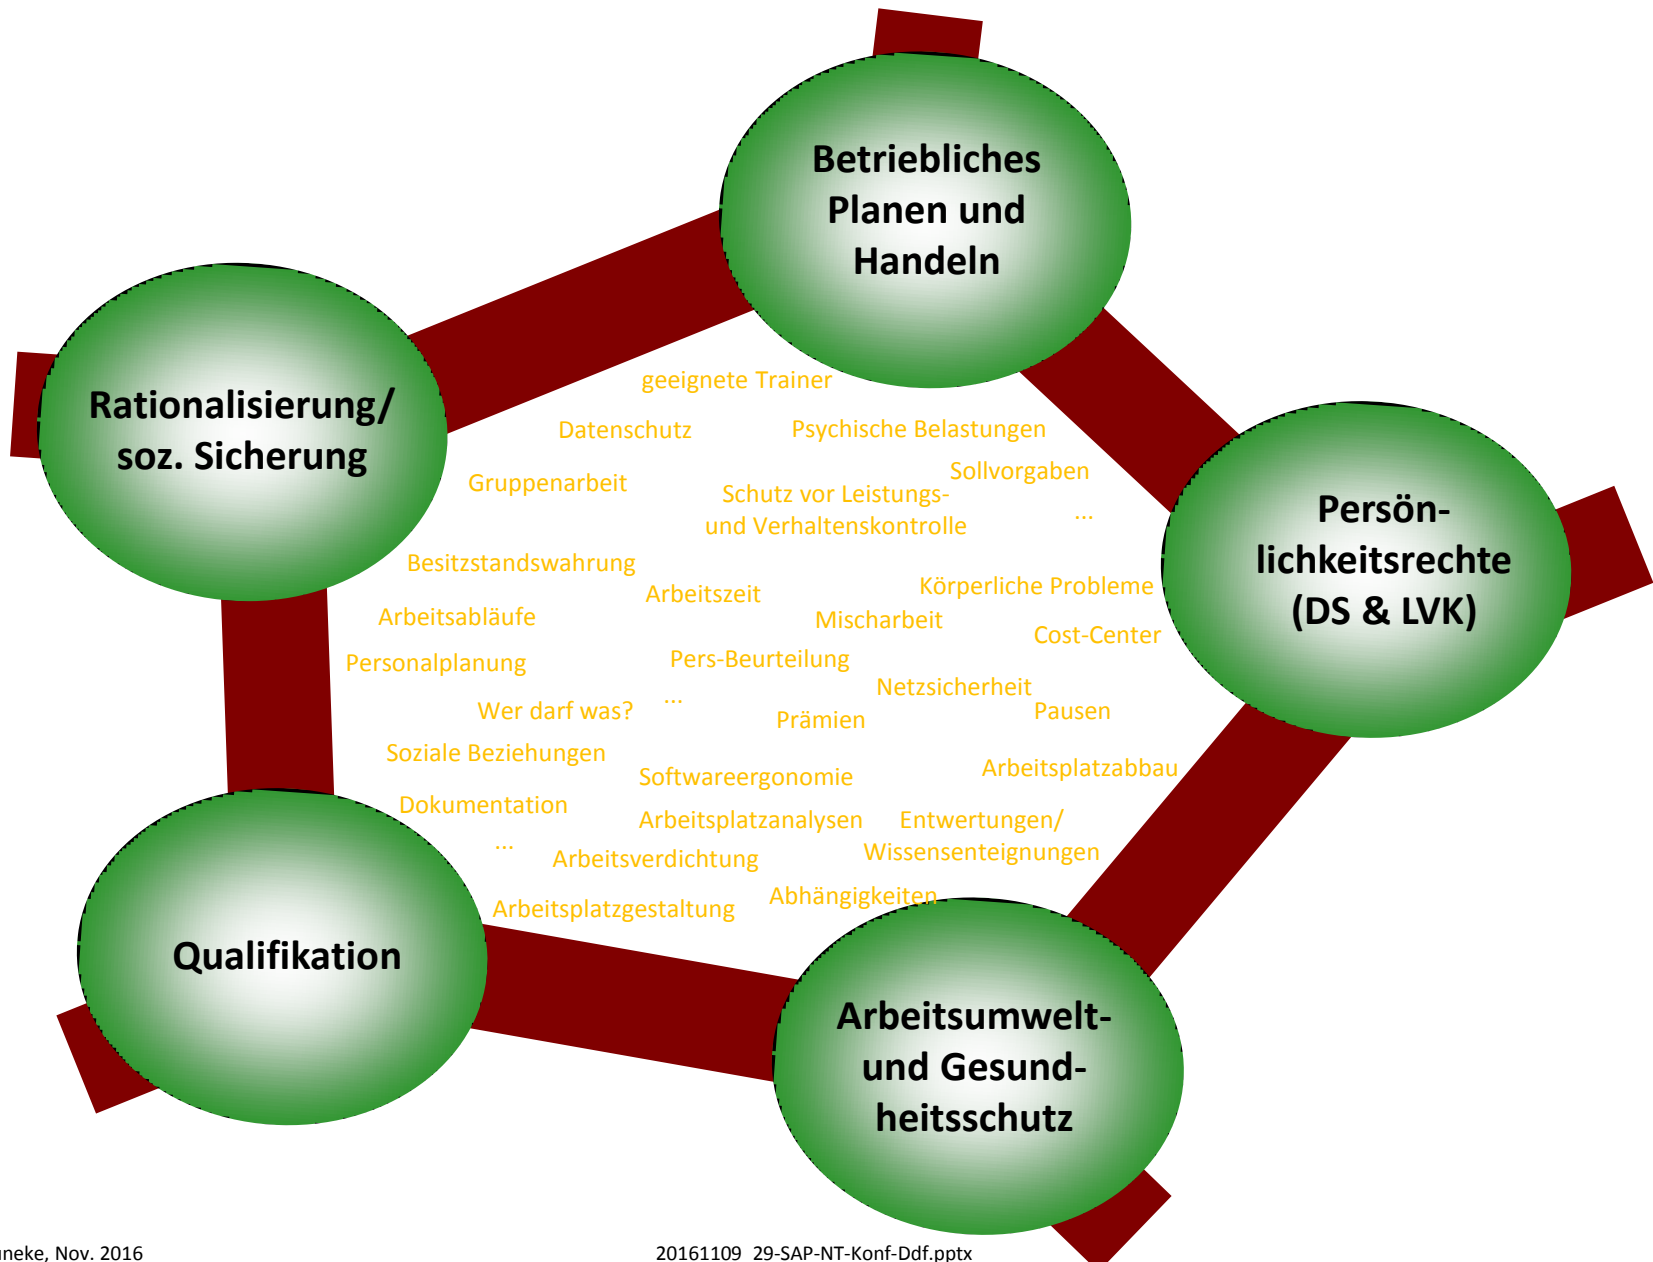 Betriebliches
Planen und
Handeln
Rationalisierung/
soz. Sicherung
Persön-
lichkeitsrechte
(DS & LVK)
Qualifikation
Arbeitsumwelt-
und Gesund-
heitsschutz
geeignete Trainer
Datenschutz
Psychische Belastungen
Sollvorgaben
Gruppenarbeit
Schutz vor Leistungs-
und Verhaltenskontrolle
...
Besitzstandswahrung
Arbeitszeit
Körperliche Probleme
Arbeitsabläufe
Mischarbeit
Cost-Center
Personalplanung
Pers-Beurteilung
Netzsicherheit
...
Wer darf was?
Prämien
Pausen
Soziale Beziehungen
Softwareergonomie
Arbeitsplatzabbau
Dokumentation
Arbeitsplatzanalysen
Entwertungen/
Wissensenteignungen
...
Arbeitsverdichtung
Abhängigkeiten
Arbeitsplatzgestaltung
neke, Nov. 2016
20161109_29-SAP-NT-Konf-Ddf.pptx